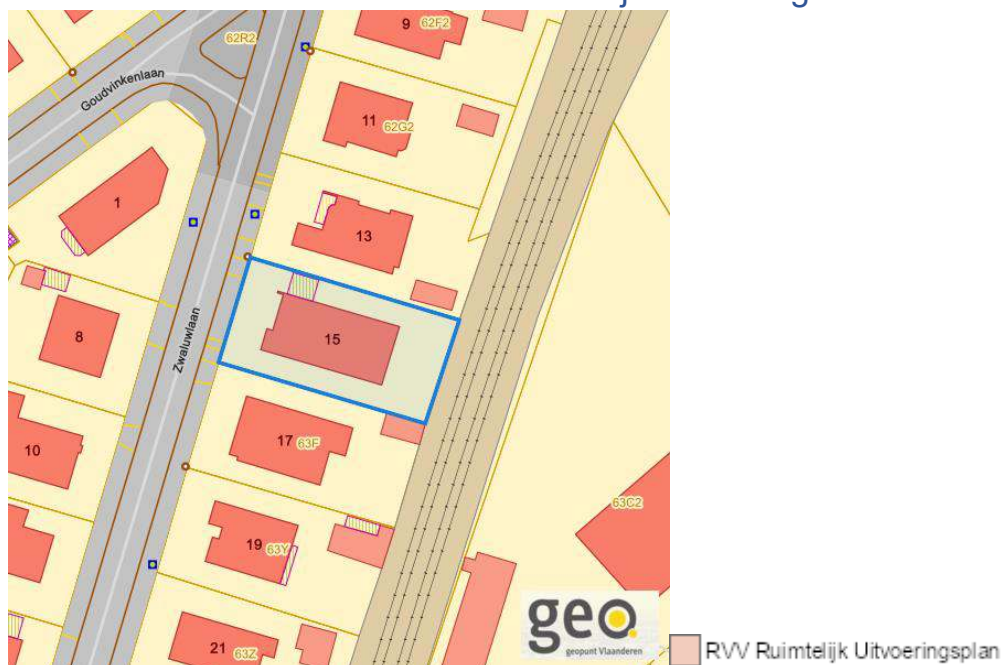 9 62F2
62R2
Goudvinkenlaan
11 62G2
1
13
15
Zwaluwlaan
8
10
17 63F
63C2
19 63Y
21 63Z
geo.
geopunt Vlaanderen
RVV Ruimtelijk Uitvoeringsplan